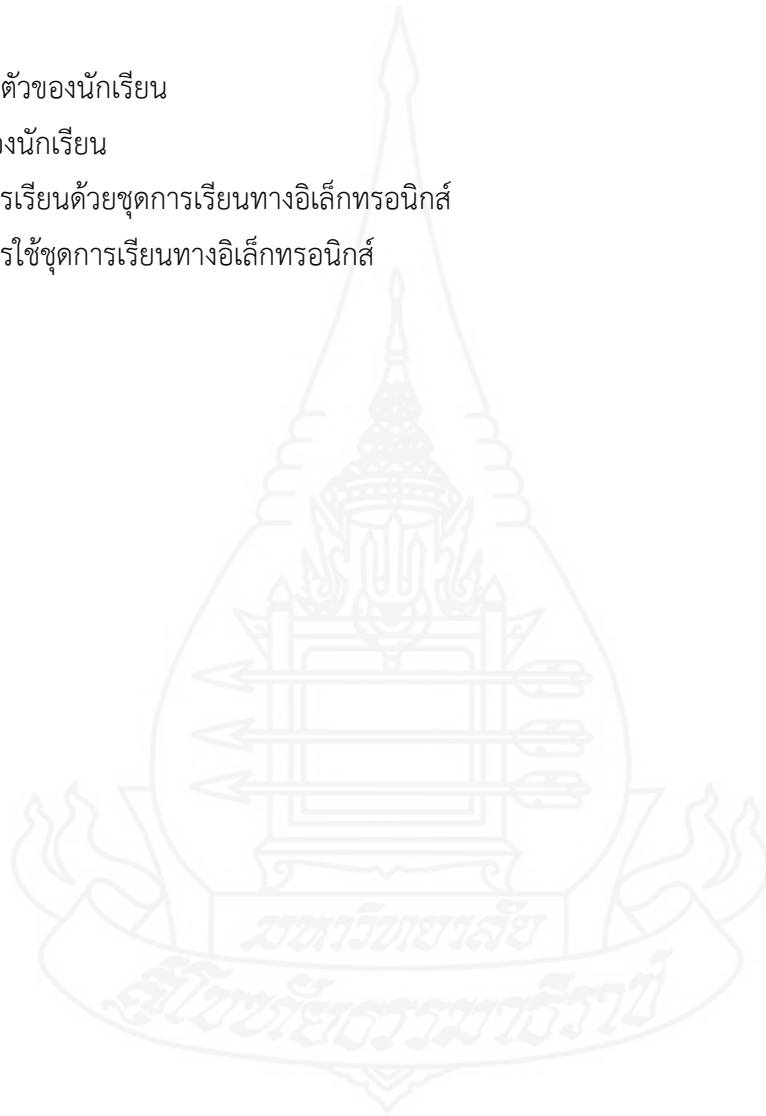 ตัวของนักเรียน
องนักเรียน
รเรียนด้วยชุดการเรียนทางอิเล็กทรอนิกส์
รใช้ชุดการเรียนทางอิเล็กทรอนิกส์
มหาวิทยาลัย
สุโขทัยธรรมาธิราช